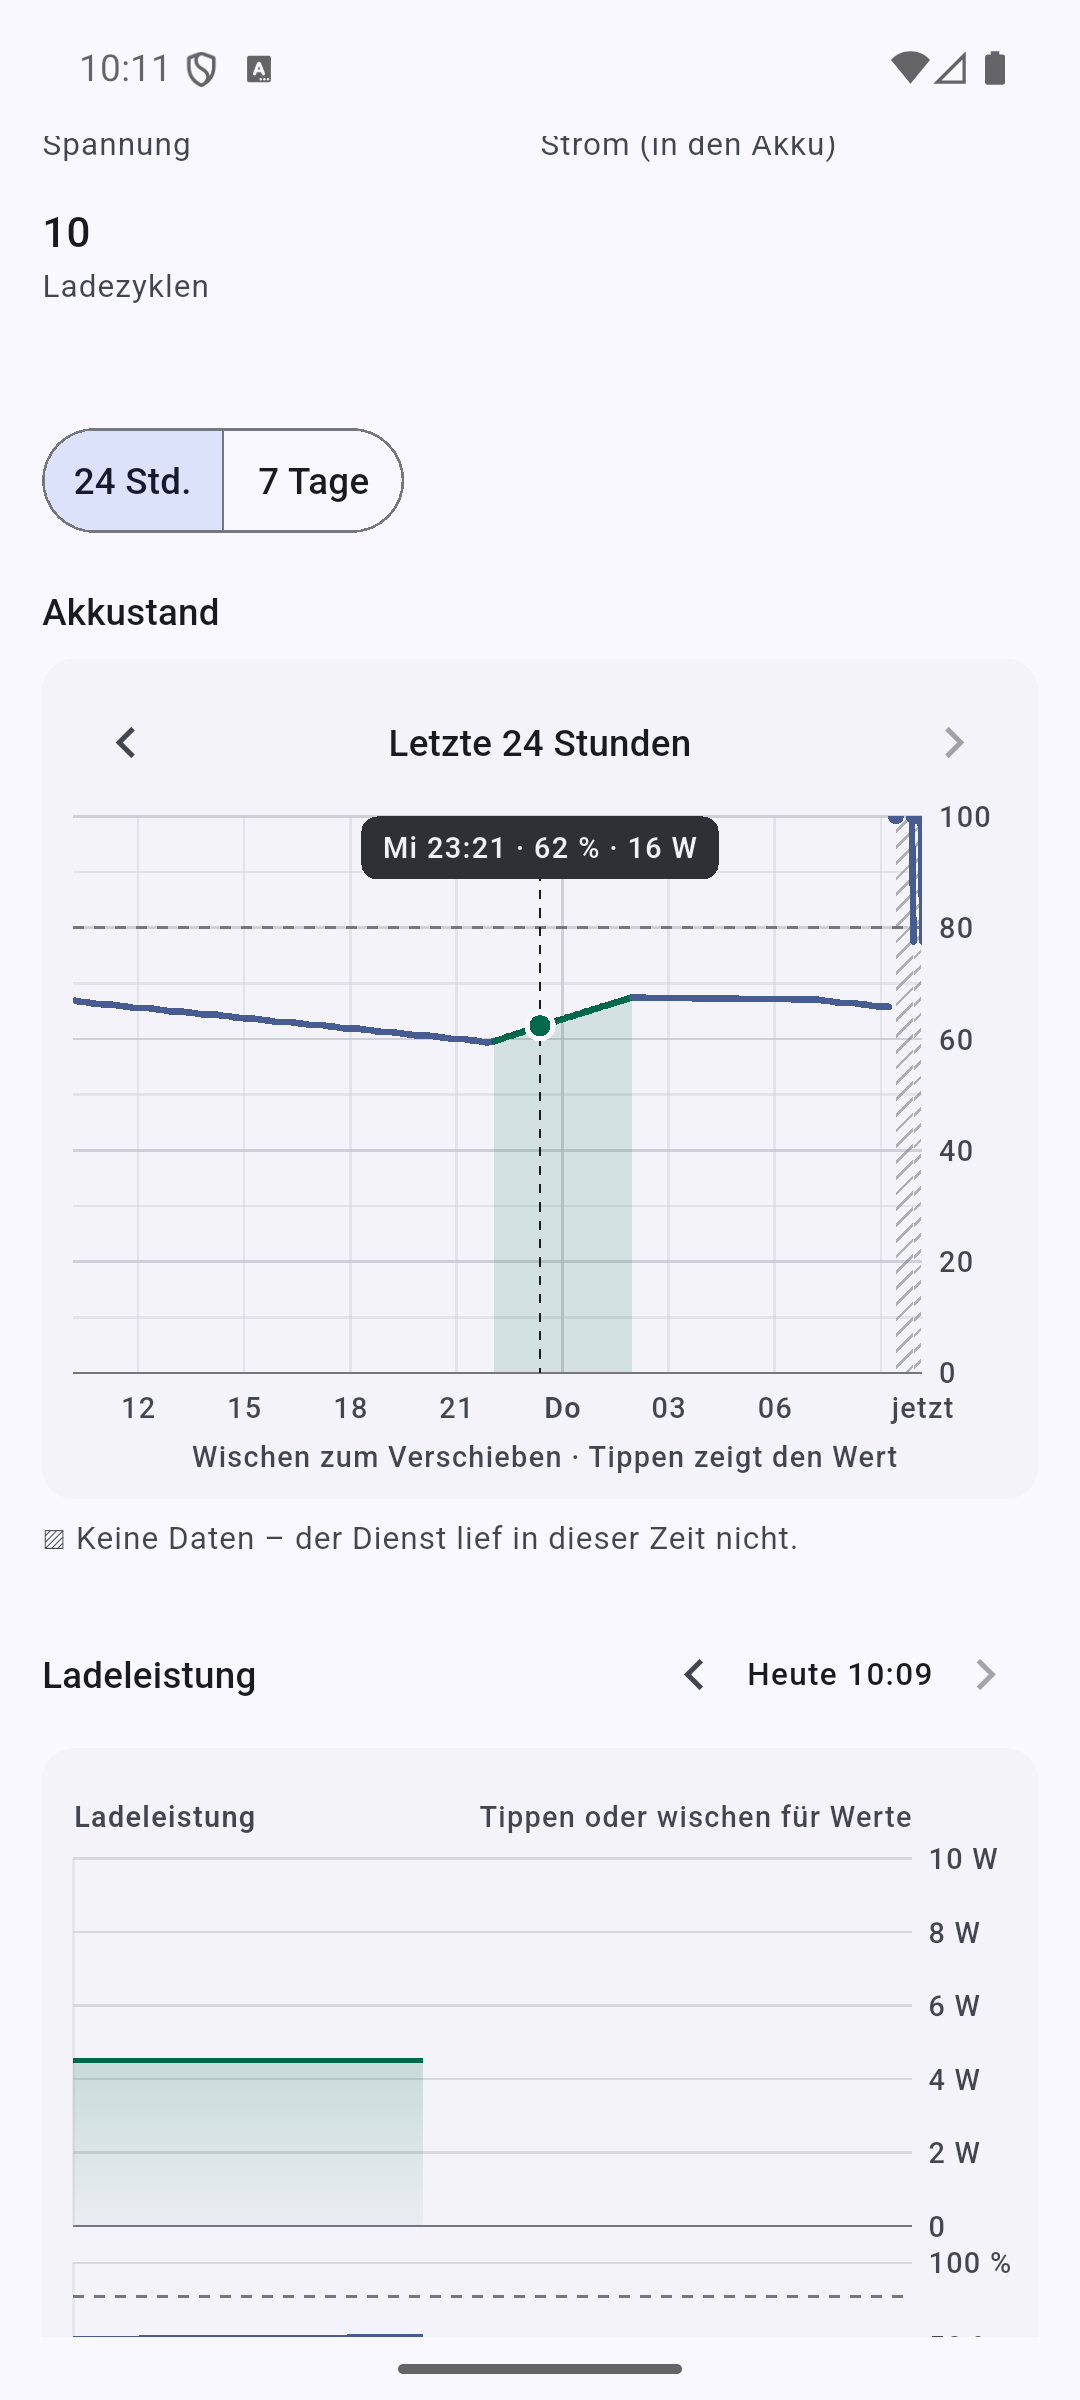 10:11
Spannung
Strom (in den Akku)
10
Ladezyklen
24 Std.
7 Tage
Akkustand
Letzte 24 Stunden
Mi 23:21 · 62 % · 16 W
100
80
60
40
20
0
12 15 18 21 Do 03 06 jetzt
Wischen zum Verschieben · Tippen zeigt den Wert
Keine Daten – der Dienst lief in dieser Zeit nicht.
Ladeleistung
Heute 10:09
Ladeleistung
Tippen oder wischen für Werte
10 W
8 W
6 W
4 W
2 W
0
100 %